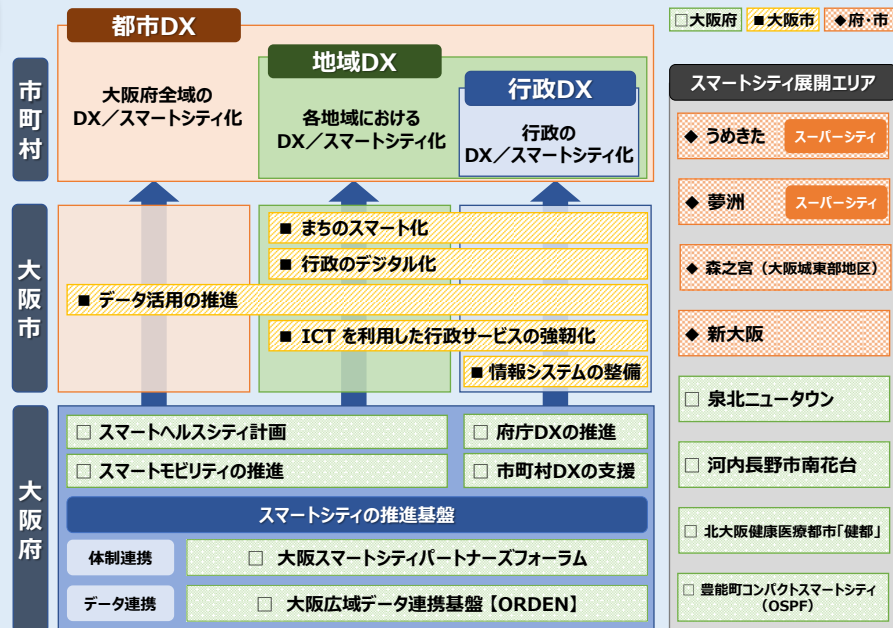 都市DX
大阪府全域の
DX／スマートシティ化
地域DX
各地域における
DX／スマートシティ化
行政DX
行政の
DX／スマートシティ化
市町村
大阪市
■ まちのスマート化
■ 行政のデジタル化
■ データ活用の推進
■ ICT を利用した行政サービスの強靭化
■ 情報システムの整備
大阪府
□ スマートヘルスシティ計画
□ 府庁DXの推進
□ スマートモビリティの推進
□ 市町村DXの支援
スマートシティの推進基盤
体制連携
□ 大阪スマートシティパートナーズフォーラム
データ連携
□ 大阪広域データ連携基盤【ORDEN】
□大阪府
■大阪市
◆府・市
スマートシティ展開エリア
◆ うめきた
スーパーシティ
◆ 夢洲
スーパーシティ
◆ 森之宮（大阪城東部地区）
◆ 新大阪
□ 泉北ニュータウン
□ 河内長野市南花台
□ 北大阪健康医療都市「健都」
□ 豊能町コンパクトスマートシティ
（OSPF）